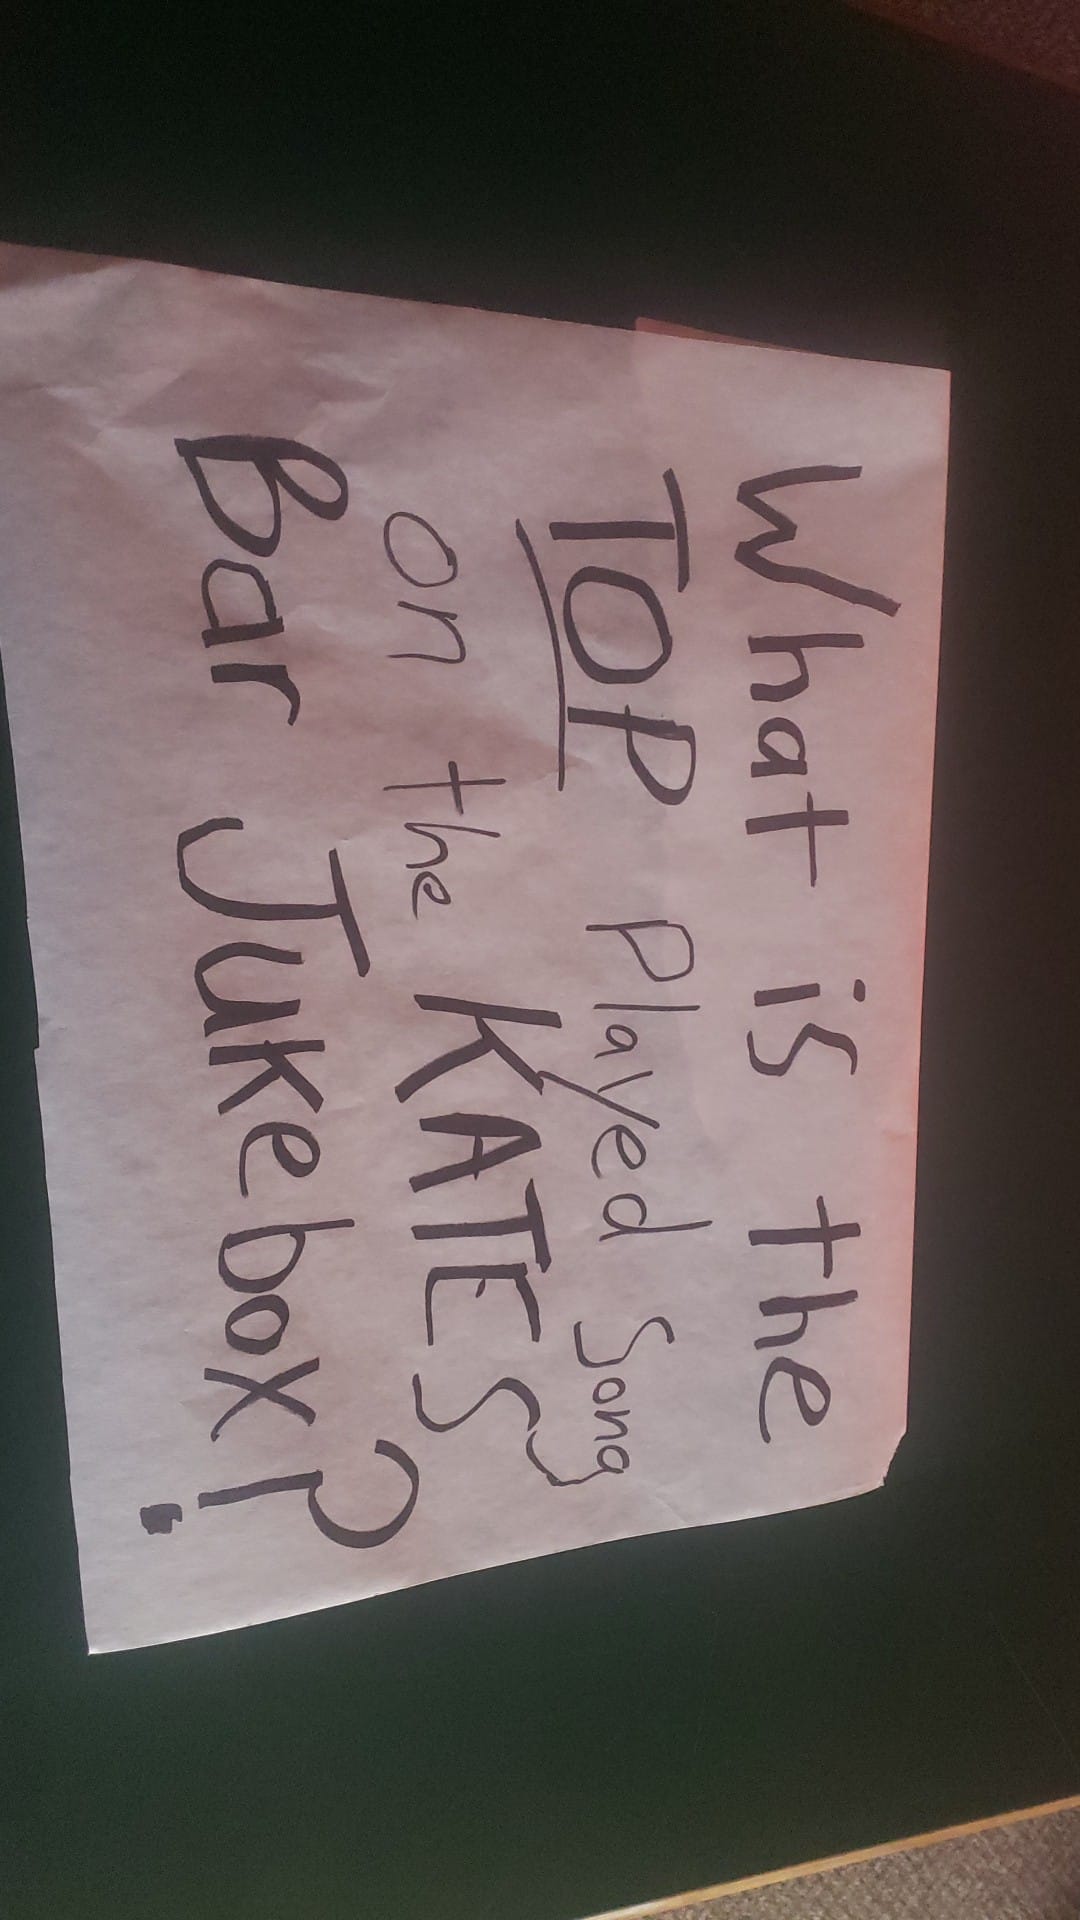 What is the
TOP played song
on the KATES
Bar Jukebox?